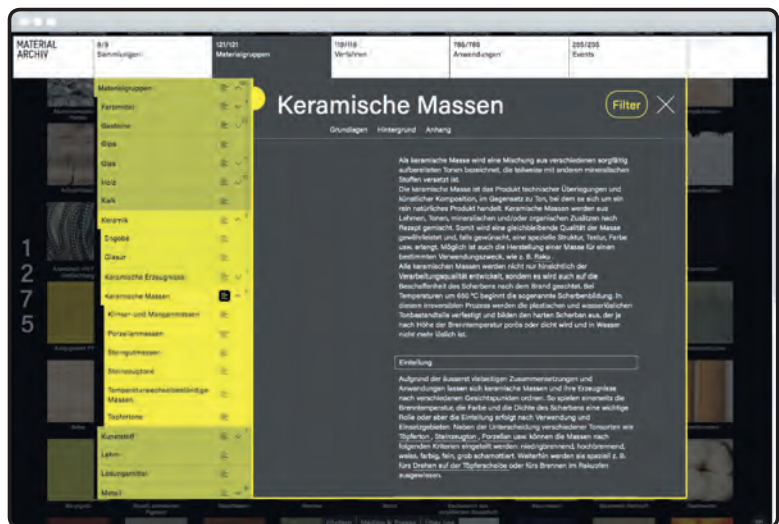 MATERIAL
ARCHIV
9/9
Sammlungen
121/121
Materialgruppen
Verfahren
Anwendungen
Events
Keramische Massen
Filter
Grundlagen Hintergrund Anhang
Materialgruppen
Farbmittel
Gesteine
Gips
Glas
Holz
Kalk
Keramik
Engobe
Glasur
Keramische Erzeugnisse
Keramische Massen
Klinker- und Manganmassen
Porzellanmassen
Steingutmassen
Steinzeugtone
Temperaturwechselbeständige
Massen
Töpfertone
Kunststoff
Lehm
Lösungsmittel
Metall
Als keramische Masse wird eine Mischung aus verschiedenen sorgfältig
aufbereiteten Tonen bezeichnet, die teilweise mit anderen mineralischen
Stoffen versetzt ist.
Die keramische Masse ist das Produkt technischer Überlegungen und
künstlicher Komposition, im Gegensatz zu Ton, bei dem es sich um ein
rein natürliches Produkt handelt. Keramische Massen werden aus
Lehmen, Tonen, mineralischen und/oder organischen Zusätzen nach
Rezept gemischt. Somit wird eine gleichbleibende Qualität der Masse
gewährleistet und, falls gewünscht, eine spezielle Struktur, Textur, Farbe
usw. erlangt. Möglich ist auch die Herstellung einer Masse für einen
bestimmten Verwendungszweck, wie z. B. Raku.
Alle keramischen Massen werden nicht nur hinsichtlich der
Verarbeitungsqualität entwickelt, sondern es wird auch auf die
Beschaffenheit des Scherbens nach dem Brand geachtet. Bei
Temperaturen um 650 °C beginnt die sogenannte Scherbenbildung. In
diesem irreversiblen Prozess werden die plastischen und wasserlöslichen
Tonbestandteile verfestigt und bilden den harten Scherben aus, der je
nach Höhe der Brenntemperatur porös oder dicht wird und in Wasser
nicht mehr löslich ist.
Einteilung
Aufgrund der äusserst vielseitigen Zusammensetzungen und
Anwendungen lassen sich keramische Massen und ihre Erzeugnisse
nach verschiedenen Gesichtspunkten ordnen. So spielen einerseits die
Brenntemperatur, die Farbe und die Dichte des Scherbens eine wichtige
Rolle oder aber die Einteilung erfolgt nach Verwendung und
Einsatzgebieten. Neben der Unterscheidung verschiedener Tonsorten wie
Töpferton, Steinzeugton, Porzellan usw. können die Massen nach
folgenden Kriterien eingeteilt werden: niedrigbrennend, hochbrennend,
weiss, farbig, fein, grob schamottiert. Weiterhin werden sie speziell z. B.
fürs Drehen auf der Töpferscheibe oder fürs Brennen im Rakuofen
ausgewiesen.
1
2
7
5